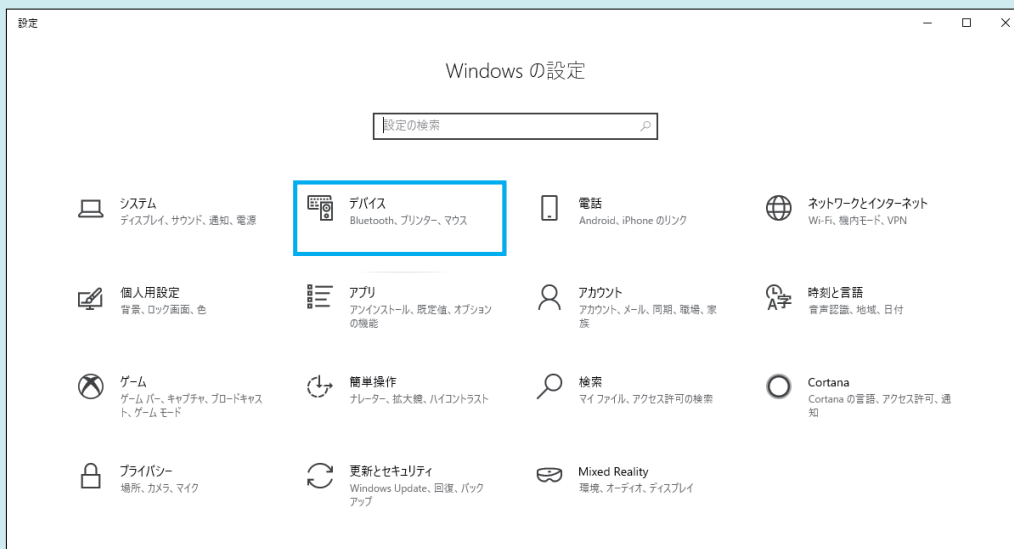 設定
Windows の設定
設定の検索
システム
ディスプレイ、サウンド、通知、電源
デバイス
Bluetooth、プリンター、マウス
電話
Android、iPhone のリンク
ネットワークとインターネット
Wi-Fi、機内モード、VPN
個人用設定
背景、ロック画面、色
アプリ
アンインストール、既定値、オプション
の機能
アカウント
アカウント、メール、同期、職場、家
族
時刻と言語
音声認識、地域、日付
ゲーム
ゲーム バー、キャプチャ、ブロードキャス
ト、ゲーム モード
簡単操作
ナレーター、拡大鏡、ハイコントラスト
検索
マイ ファイル、アクセス許可の検索
Cortana
Cortana の言語、アクセス許可、通
知
プライバシー
場所、カメラ、マイク
更新とセキュリティ
Windows Update、回復、バック
アップ
Mixed Reality
環境、オーディオ、ディスプレイ